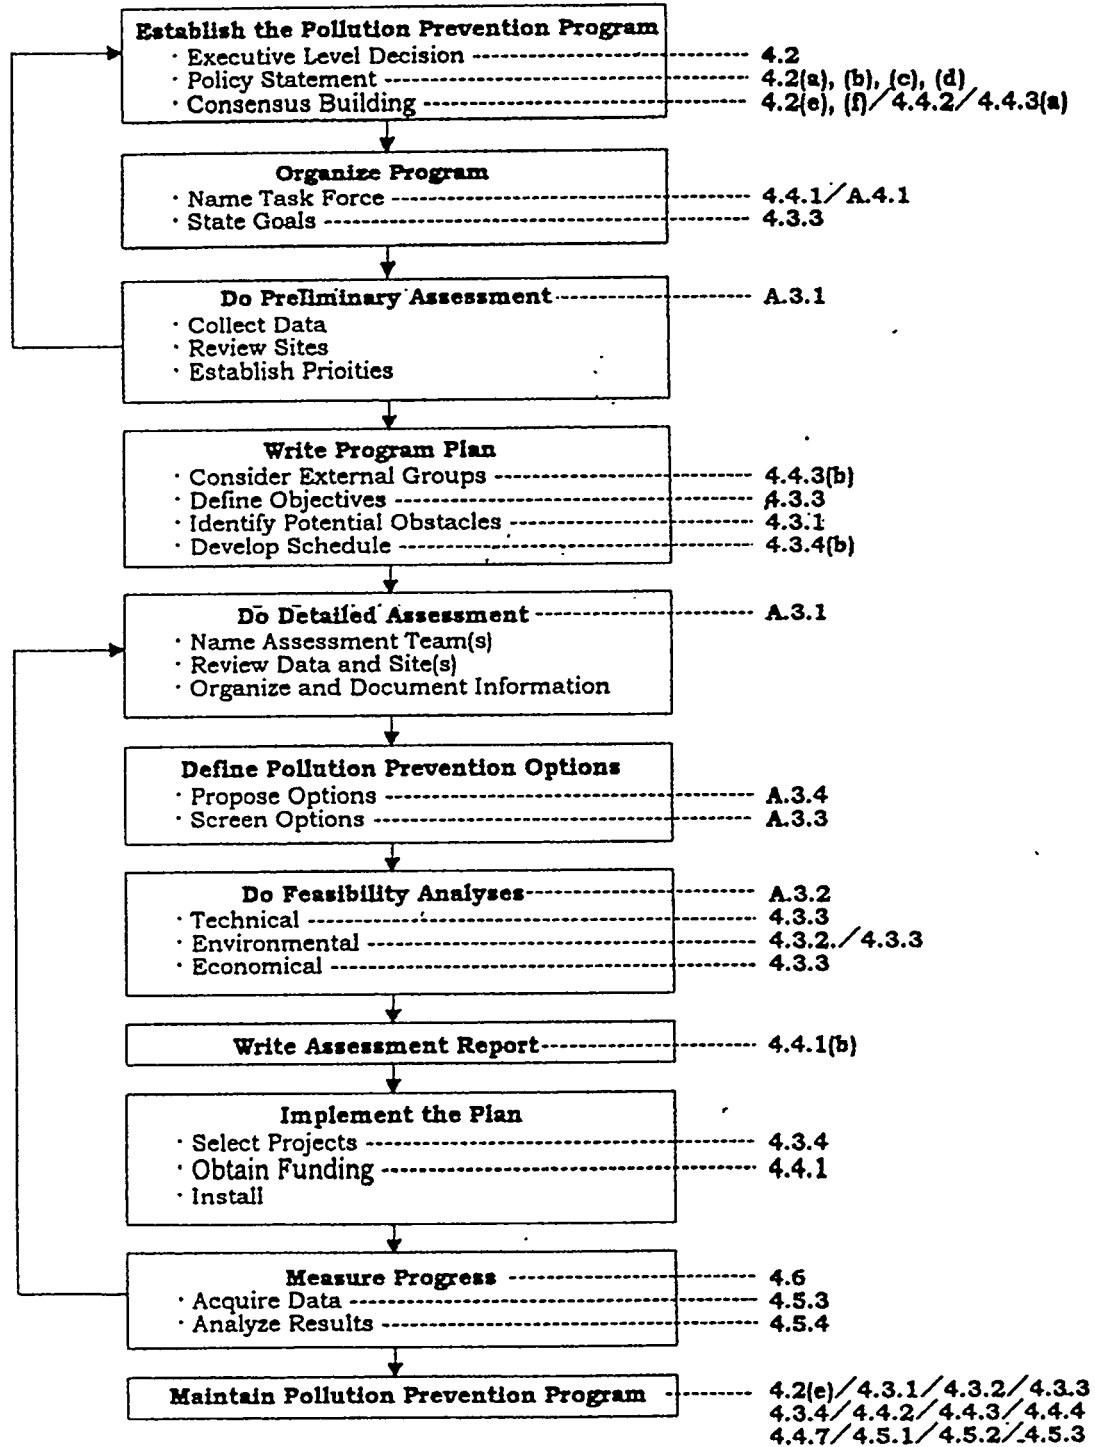 Establish the Pollution Prevention Program
· Executive Level Decision 4.2
· Policy Statement 4.2(a), (b), (c), (d)
· Consensus Building 4.2(e), (f)/4.4.2/4.4.3(a)
Organize Program
· Name Task Force 4.4.1/A.4.1
· State Goals 4.3.3
Do Preliminary Assessment A.3.1
· Collect Data
· Review Sites
· Establish Prioities
Write Program Plan
· Consider External Groups 4.4.3(b)
· Define Objectives 4.3.3
· Identify Potential Obstacles 4.3.1
· Develop Schedule 4.3.4(b)
Do Detailed Assessment A.3.1
· Name Assessment Team(s)
· Review Data and Site(s)
· Organize and Document Information
Define Pollution Prevention Options
· Propose Options A.3.4
· Screen Options A.3.3
Do Feasibility Analyses A.3.2
· Technical 4.3.3
· Environmental 4.3.2./4.3.3
· Economical 4.3.3
Write Assessment Report 4.4.1(b)
Implement the Plan
· Select Projects 4.3.4
· Obtain Funding 4.4.1
· Install
Measure Progress 4.6
· Acquire Data 4.5.3
· Analyze Results 4.5.4
Maintain Pollution Prevention Program 4.2(e)/4.3.1/4.3.2/4.3.3
4.3.4/4.4.2/4.4.3/4.4.4
4.4.7/4.5.1/4.5.2/4.5.3